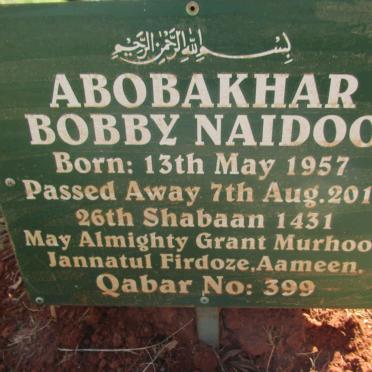 بسم الله الرحمن الرحيم
ABOBAKHAR
BOBBY NAIDOO
Born: 13th May 1957
Passed Away 7th Aug.201
26th Shabaan 1431
May Almighty Grant Murhoo
Jannatul Firdoze,Aameen,
Qabar No: 399